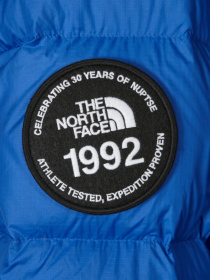 CELEBRATING 30 YEARS OF NUPTSE
THE
NORTH
FACE
1992
ATHLETE TESTED, EXPEDITION PROVEN